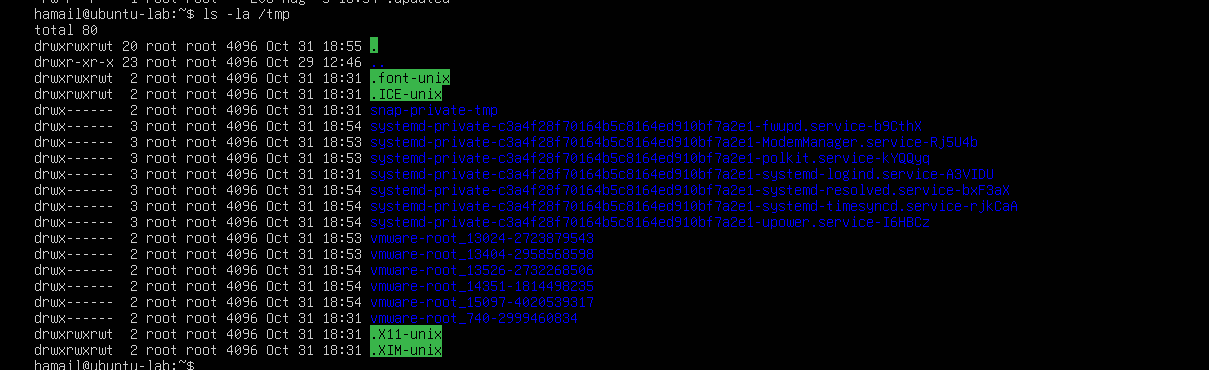 hamail@ubuntu-lab:~$ ls -la /tmp
total 80
drwxrwxrwt 20 root root 4096 Oct 31 18:55 .
drwxr-xr-x 23 root root 4096 Oct 29 12:46 ..
drwxrwxrwt  2 root root 4096 Oct 31 18:31 .font-unix
drwxrwxrwt  2 root root 4096 Oct 31 18:31 .ICE-unix
drwx------  2 root root 4096 Oct 31 18:31 snap-private-tmp
drwx------  3 root root 4096 Oct 31 18:54
drwx------  3 root root 4096 Oct 31 18:53
drwx------  3 root root 4096 Oct 31 18:53
drwx------  3 root root 4096 Oct 31 18:31
drwx------  3 root root 4096 Oct 31 18:54
drwx------  3 root root 4096 Oct 31 18:54
drwx------  3 root root 4096 Oct 31 18:54
drwx------  2 root root 4096 Oct 31 18:53
drwx------  2 root root 4096 Oct 31 18:53
drwx------  2 root root 4096 Oct 31 18:54
drwx------  2 root root 4096 Oct 31 18:54
drwx------  2 root root 4096 Oct 31 18:54
drwx------  2 root root 4096 Oct 31 18:31
drwxrwxrwt  2 root root 4096 Oct 31 18:31 .X11-unix
drwxrwxrwt  2 root root 4096 Oct 31 18:31 .XIM-unix
hamail@ubuntu-lab:~$